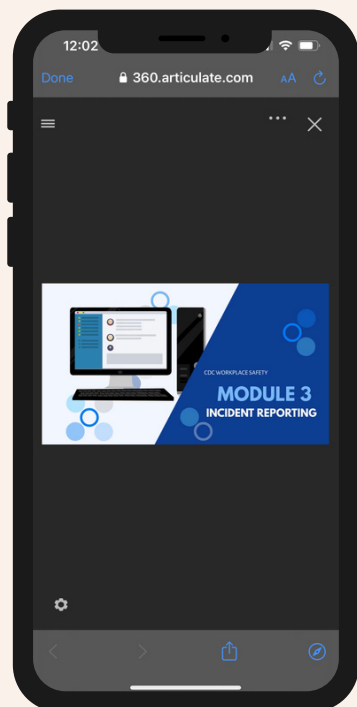 12:02
Done 360.articulate.com AA
CDC WORKPLACE SAFETY
MODULE 3
INCIDENT REPORTING